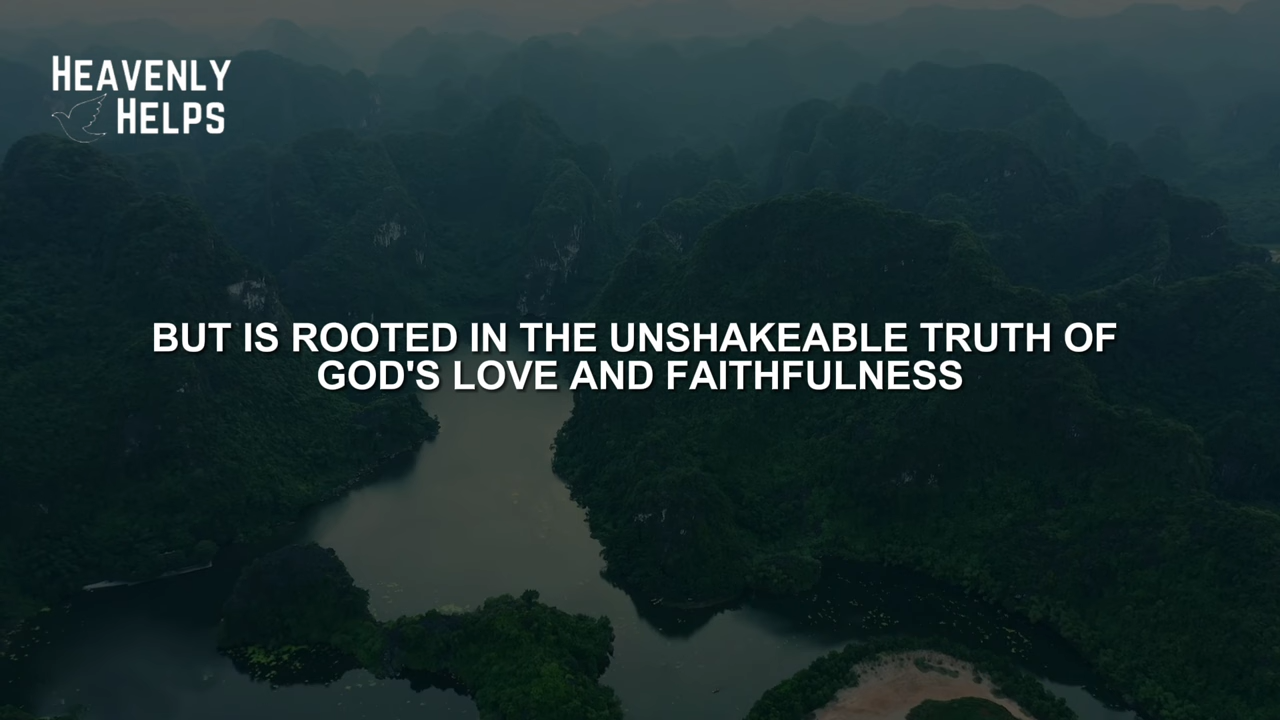 HEAVENLY
HELPS
BUT IS ROOTED IN THE UNSHAKEABLE TRUTH OF
GOD'S LOVE AND FAITHFULNESS